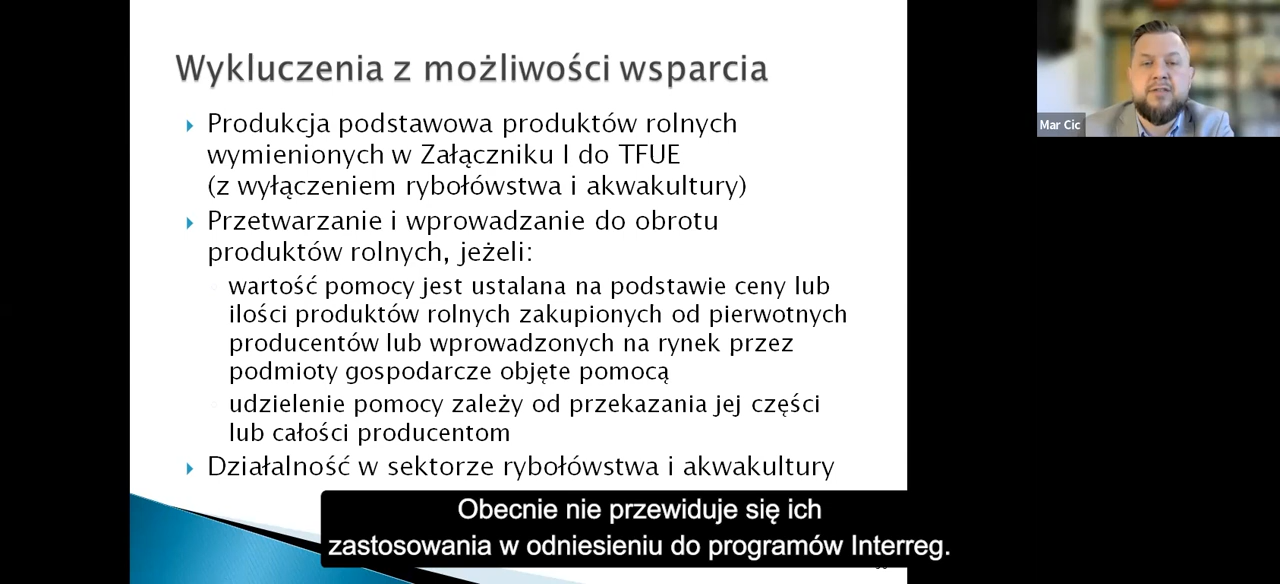 Wykluczenia z możliwości wsparcia
Produkcja podstawowa produktów rolnych
wymienionych w Załączniku I do TFUE
(z wyłączeniem rybołówstwa i akwakultury)
Przetwarzanie i wprowadzanie do obrotu
produktów rolnych, jeżeli:
wartość pomocy jest ustalana na podstawie ceny lub
ilości produktów rolnych zakupionych od pierwotnych
producentów lub wprowadzonych na rynek przez
podmioty gospodarcze objęte pomocą
udzielenie pomocy zależy od przekazania jej części
lub całości producentom
Działalność w sektorze rybołówstwa i akwakultury
Obecnie nie przewiduje się ich
zastosowania w odniesieniu do programów Interreg.
Mar Cic